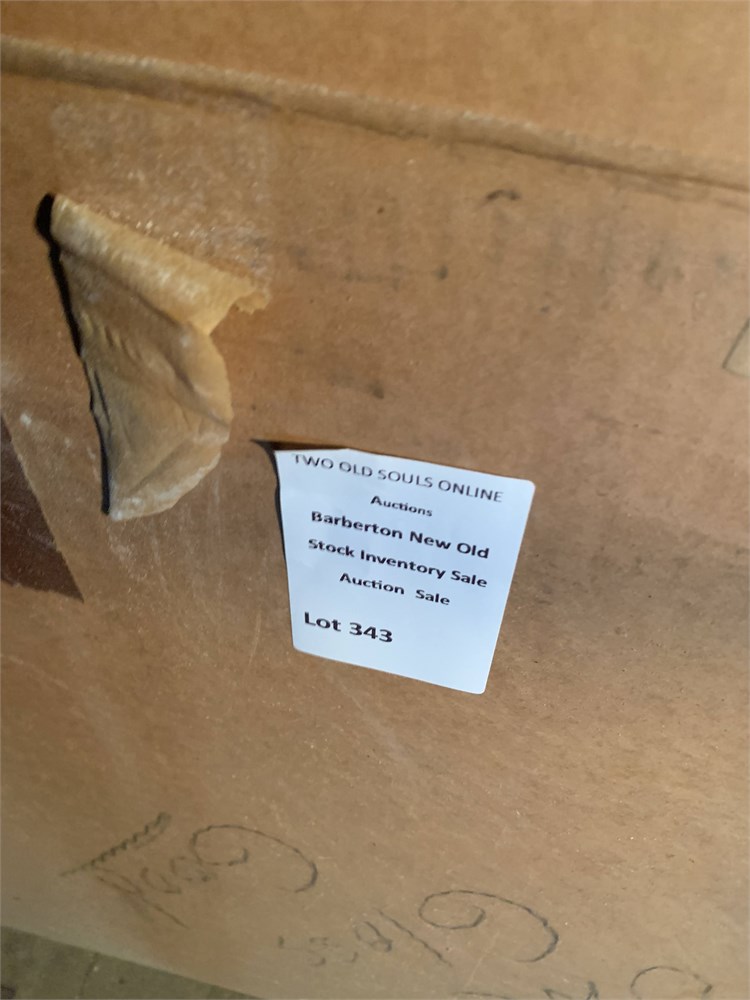 TWO OLD SOULS ONLINE
Auctions
Barberton New Old
Stock Inventory Sale
Auction Sale
Lot 343